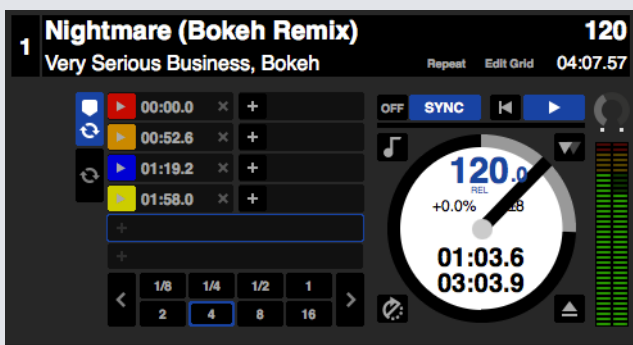 1
Nightmare (Bokeh Remix) 120
Very Serious Business, Bokeh Repeat Edit Grid 04:07.57
00:00.0
00:52.6
01:19.2
01:58.0
1/8 1/4 1/2 1
2 4 8 16
OFF SYNC
120.0
REL
+0.0% 8
01:03.6
03:03.9